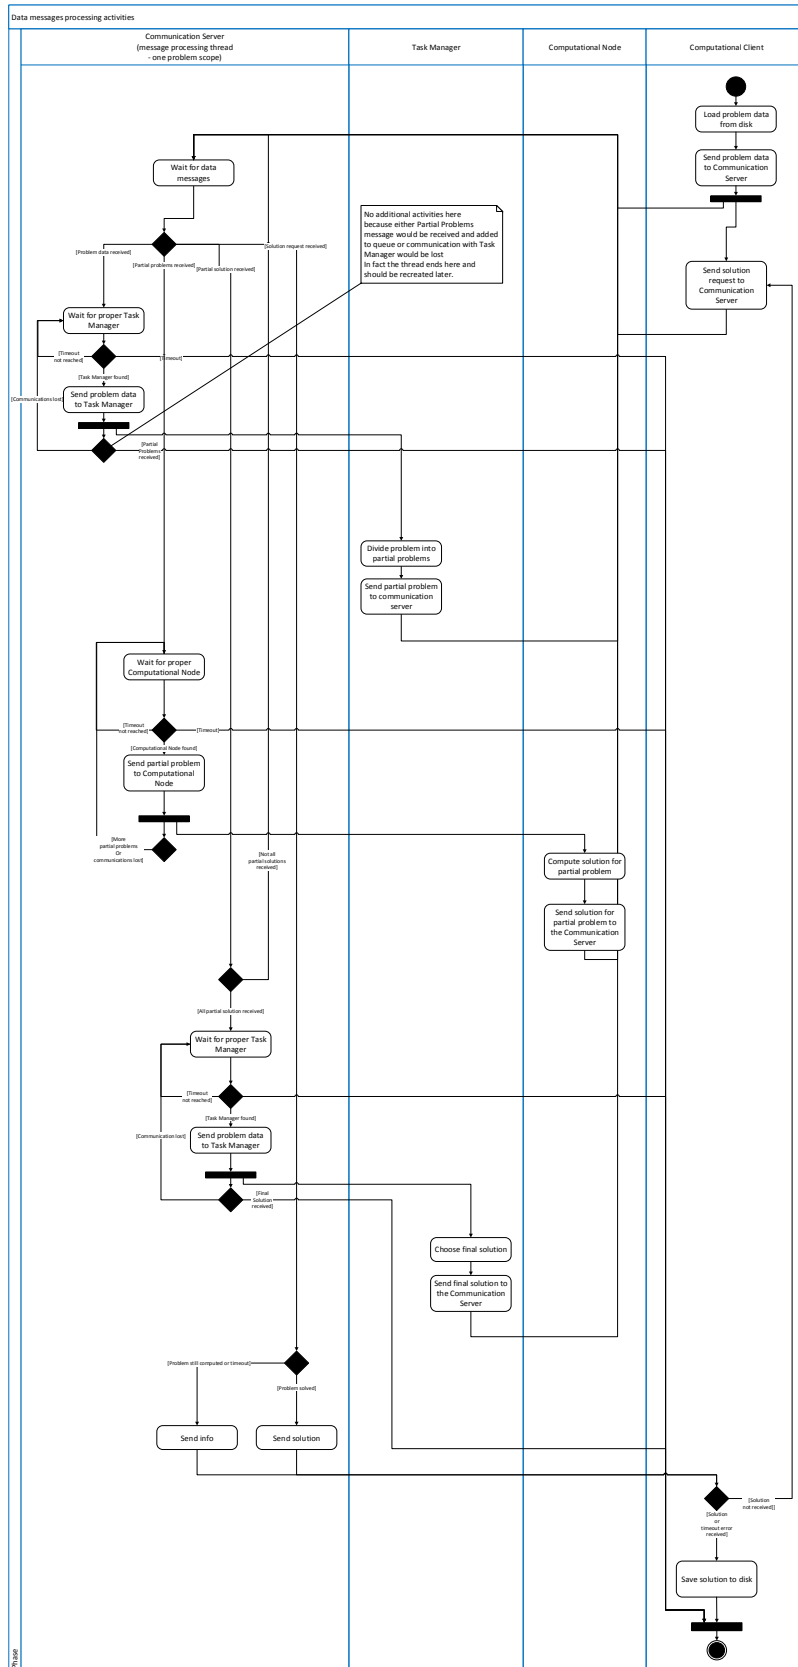 Data messages processing activities
Communication Server
(message processing thread
- one problem scope)
Task Manager
Computational Node
Computational Client
Load problem data
from disk
Send problem data
to Communication
Server
Wait for data
messages
No additional activities here
because either Partial Problems
message would be received and added
to queue or communication with Task
Manager would be lost
In fact the thread ends here and
should be recreated later.
[Problem data received]
[Partial problems received]
[Partial solution received]
[Solution request received]
Send solution
request to
Communication
Server
Wait for proper Task
Manager
[Timeout
not reached]
[Timeout]
[Task Manager found]
[Communications lost]
Send problem data
to Task Manager
[Partial
Problems
received]
Divide problem into
partial problems
Send partial problem
to communication
server
Wait for proper
Computational Node
[Timeout
not reached]
[Timeout]
[Computational Node found]
Send partial problem
to Computational
Node
[More
partial problems
Or
communications lost]
[Not all
partial solutions
received]
Compute solution for
partial problem
Send solution for
partial problem to
the Communication
Server
[All partial solution received]
Wait for proper Task
Manager
[Timeout
not reached]
[Task Manager found]
[Communication lost]
Send problem data
to Task Manager
[Final
Solution
received]
Choose final solution
Send final solution to
the Communication
Server
[Problem still computed or timeout]
[Problem solved]
Send info
Send solution
[Solution
not received]]
[Solution
or
timeout error
received]
Save solution to disk
Phase